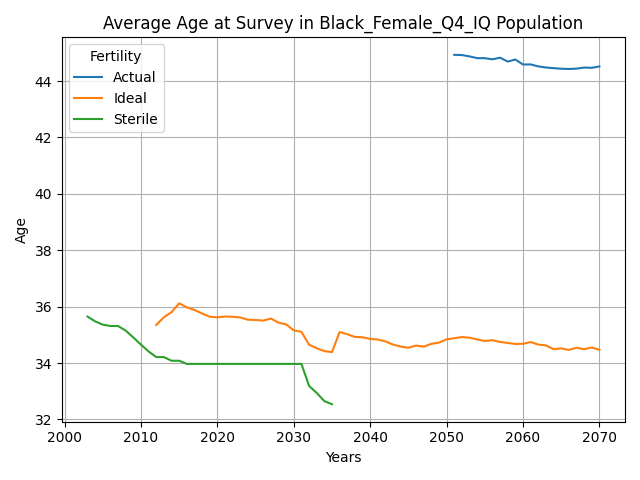 Average Age at Survey in Black_Female_Q4_IQ Population
Fertility
Actual
Ideal
Sterile
Age
44
42
40
38
36
34
32
2000 2010 2020 2030 2040 2050 2060 2070
Years